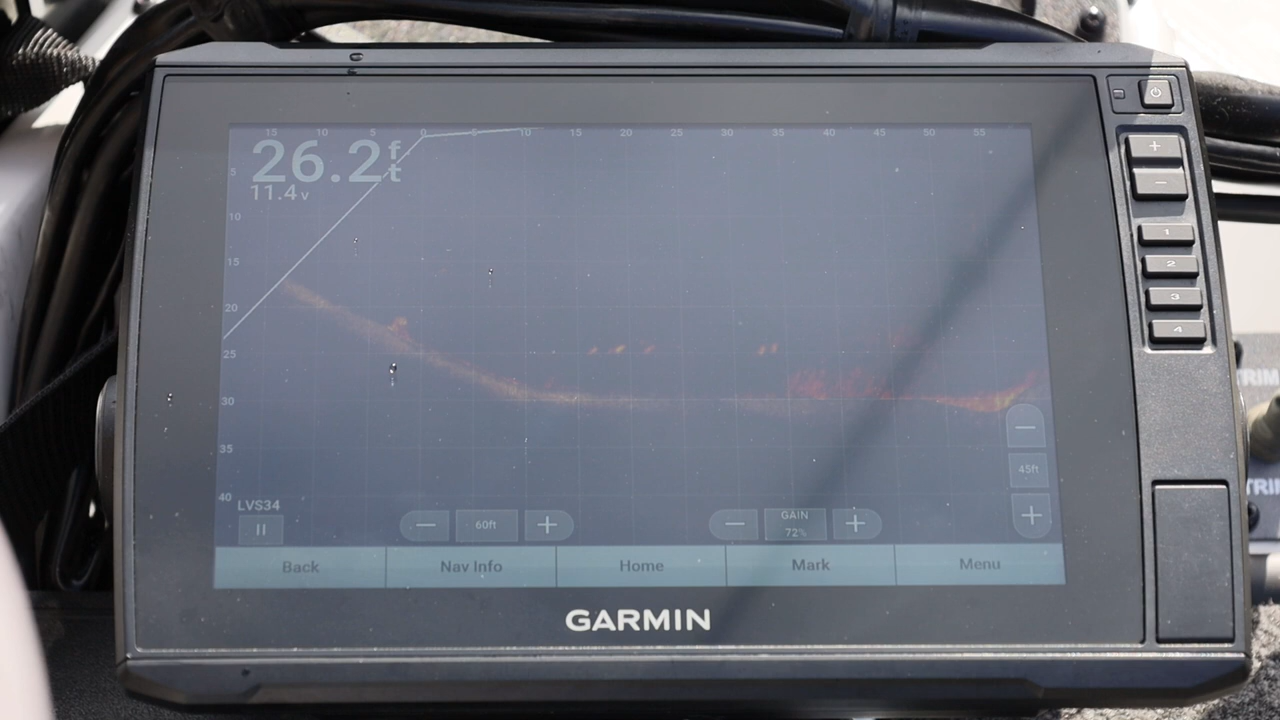 15 10 5 0 5 10 15 20 25 30 35 40 45 50 55
26.2ft
11.4v
5
10
15
20
25
30
35
40
LVS34
60ft
GAIN
72%
45ft
Back Nav Info Home Mark Menu
GARMIN
1
2
3
4
TRIM
TRIM